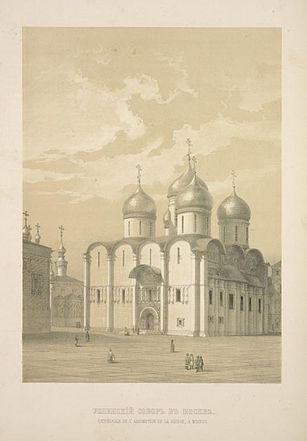 УСПЕНСКІЙ СОБОРЪ ВЪ МОСКВѢ.
CATHÉDRALE DE L'ASSOMPTION DE LA VIERGE, A MOSCOU.